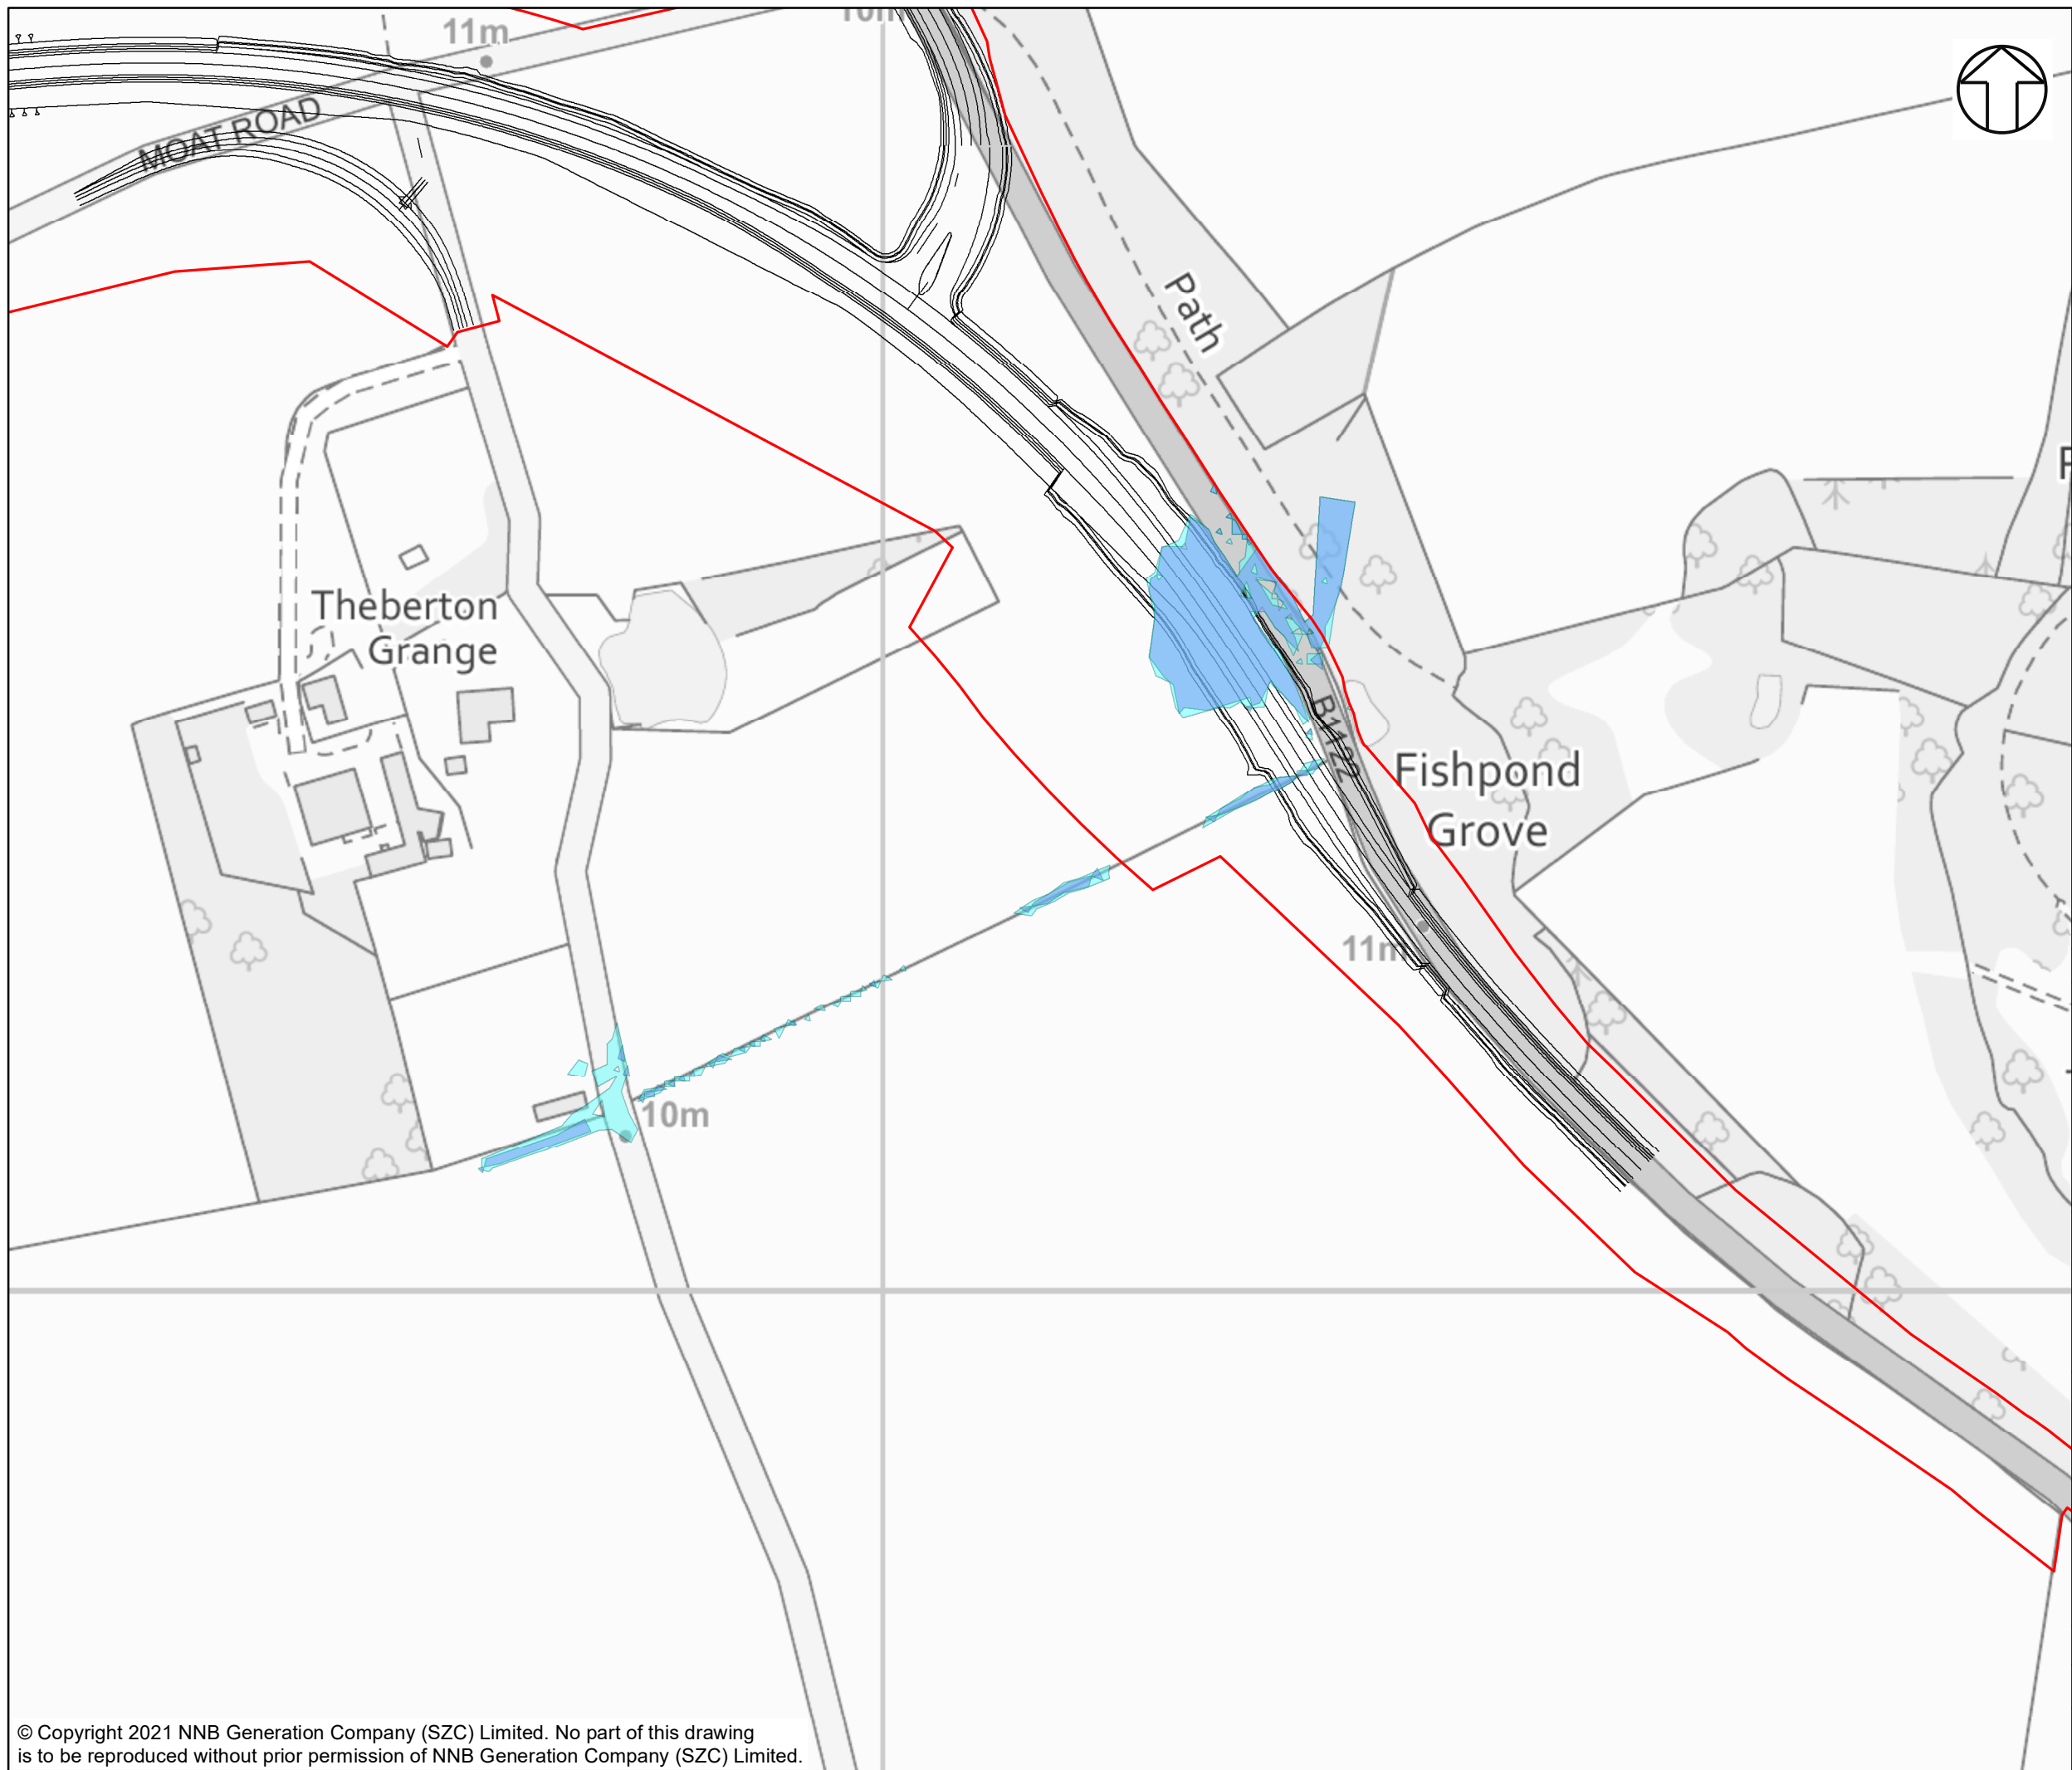 10m
11m
MOAT ROAD
Path
Theberton
Grange
B1122
Fishpond
Grove
11m
10m
© Copyright 2021 NNB Generation Company (SZC) Limited. No part of this drawing
is to be reproduced without prior permission of NNB Generation Company (SZC) Limited.